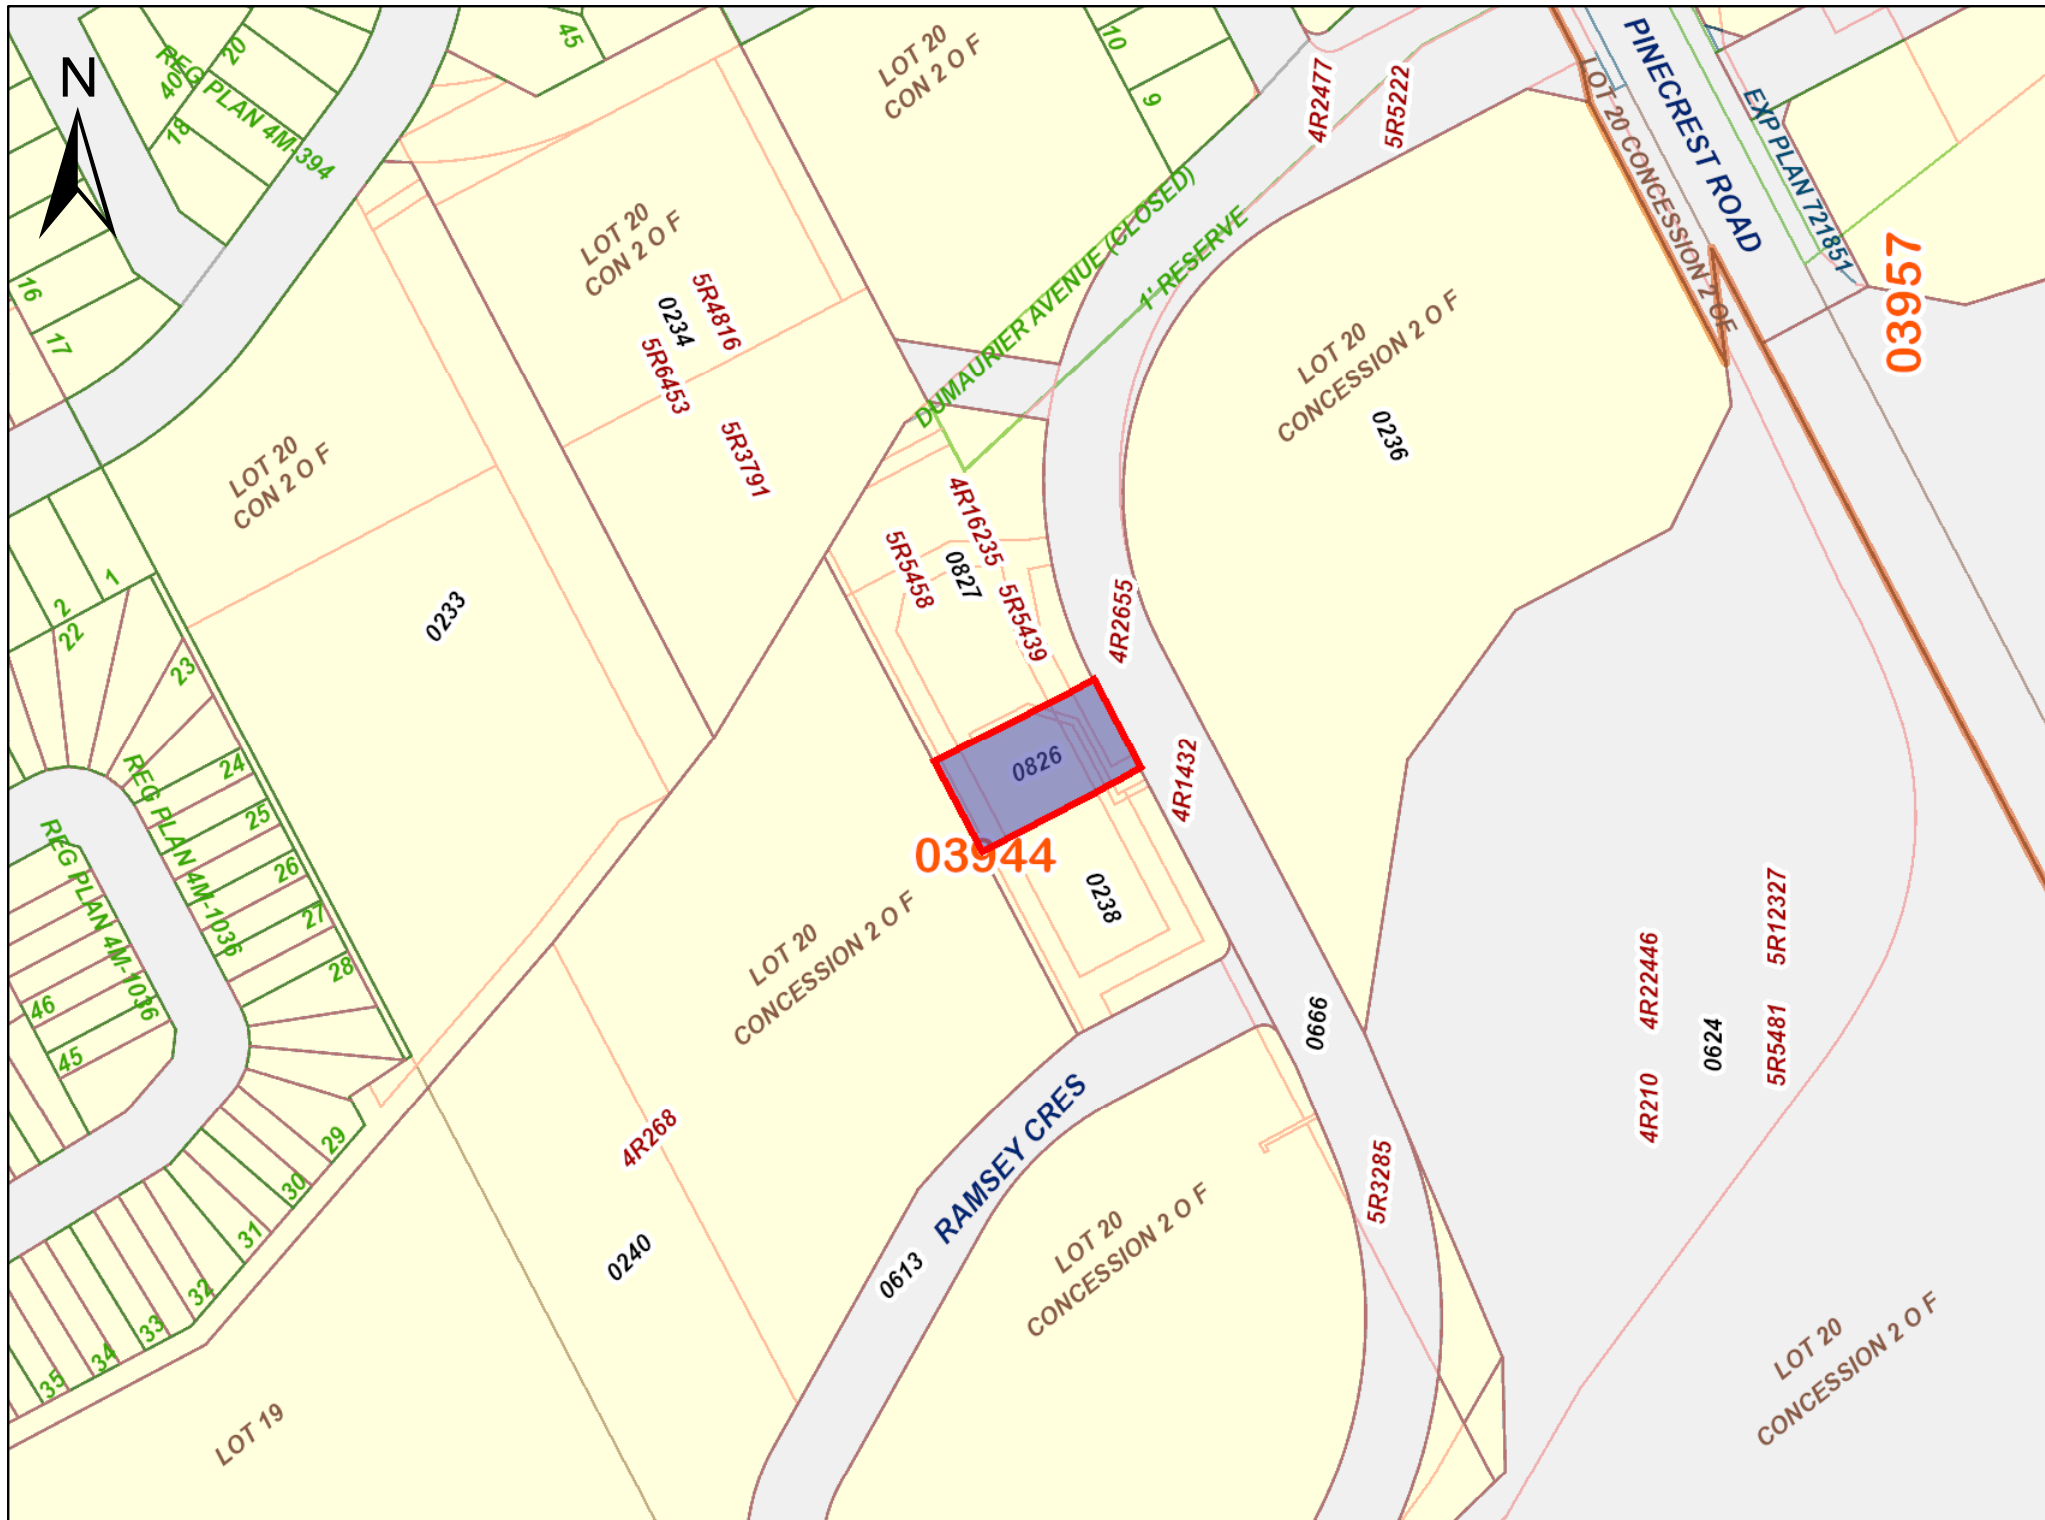 N
REG PLAN 4M-394
40
20
18
45
LOT 20
CON 2 O F
10
9
4R2477
5R5222
PINECREST ROAD
LOT 20 CONCESSION 2 OF
EXP PLAN 721851
03957
16
17
LOT 20
CON 2 O F
5R4816
0234
5R6453
5R3791
DUMAURIER AVENUE (CLOSED)
1' RESERVE
LOT 20
CONCESSION 2 O F
0236
LOT 20
CON 2 O F
0233
4R16235
5R5458
0827
5R5439
4R2655
1
2
22
23
24
25
26
27
28
REG PLAN 4M-1036
REG PLAN 4M-1036
46
45
0826
4R1432
03944
0238
LOT 20
CONCESSION 2 O F
0666
4R22446
5R12327
0624
4R210
5R5481
4R268
RAMSEY CRES
0613
0240
5R3285
LOT 20
CONCESSION 2 O F
29
30
31
32
33
34
35
LOT 19
LOT 20
CONCESSION 2 O F